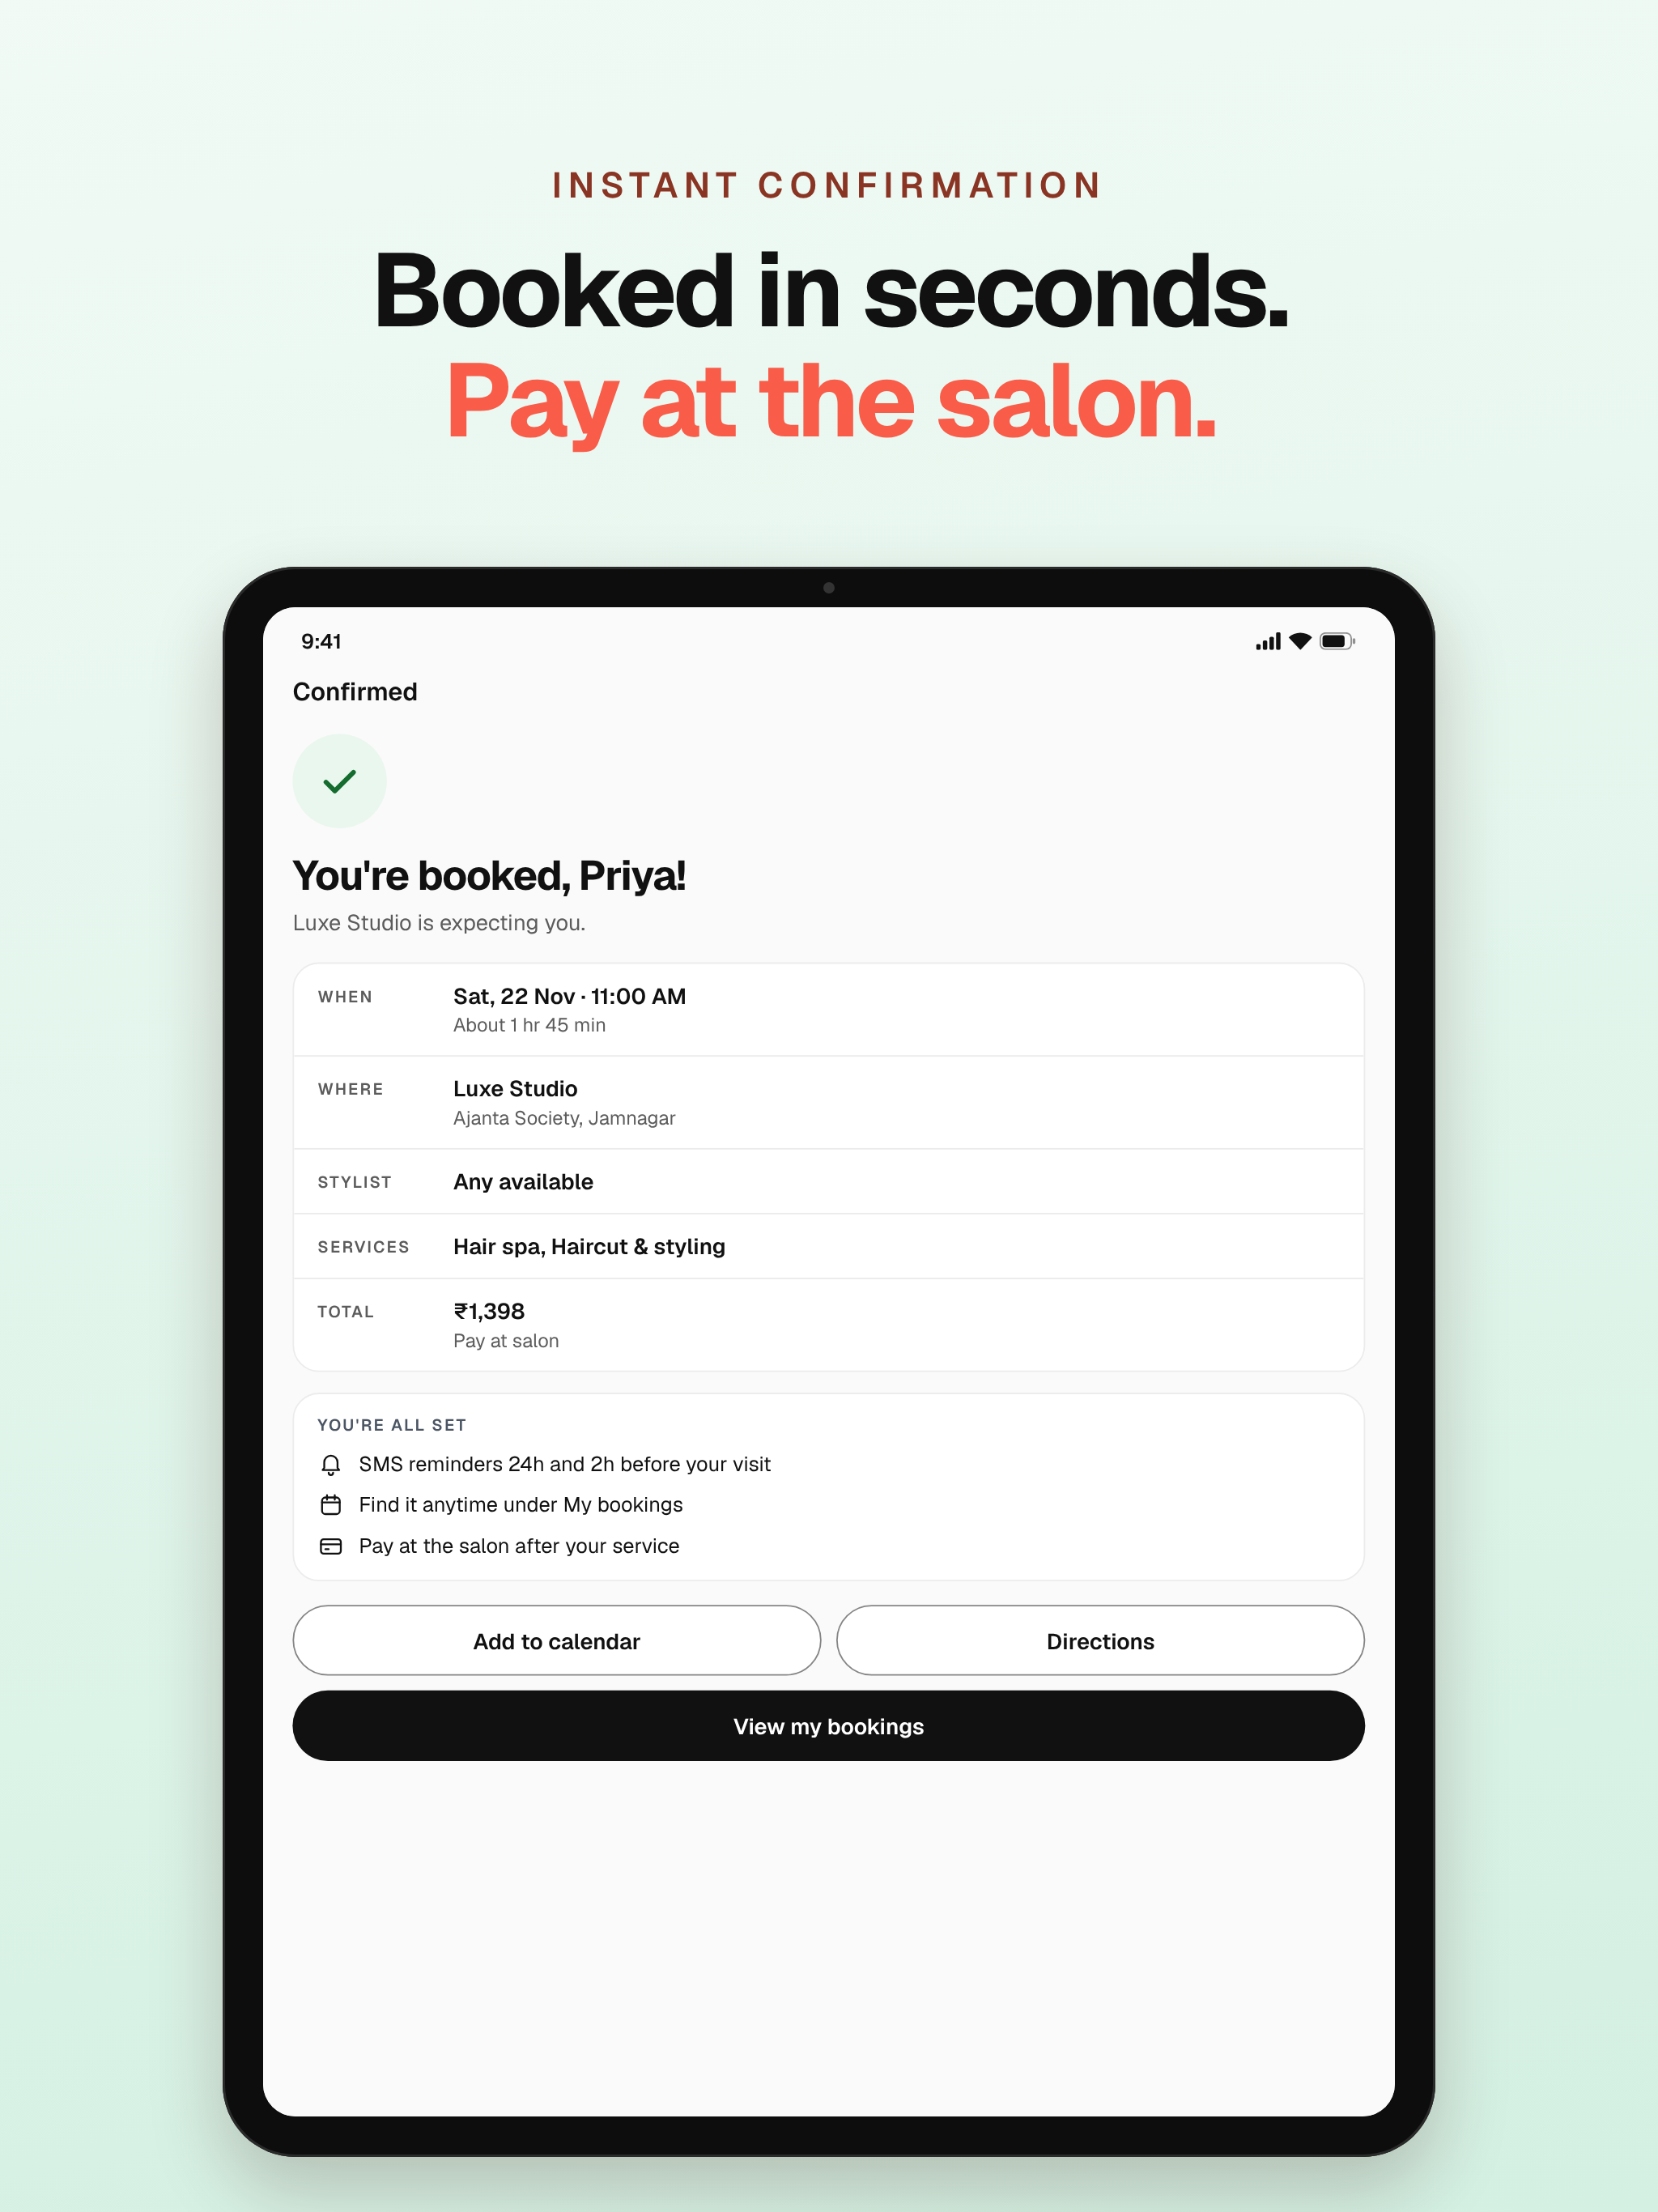 INSTANT CONFIRMATION
Booked in seconds.
Pay at the salon.
9:41
Confirmed
You're booked, Priya!
Luxe Studio is expecting you.
WHEN
Sat, 22 Nov · 11:00 AM
About 1 hr 45 min
WHERE
Luxe Studio
Ajanta Society, Jamnagar
STYLIST
Any available
SERVICES
Hair spa, Haircut & styling
TOTAL
₹1,398
Pay at salon
YOU'RE ALL SET
SMS reminders 24h and 2h before your visit
Find it anytime under My bookings
Pay at the salon after your service
Add to calendar
Directions
View my bookings